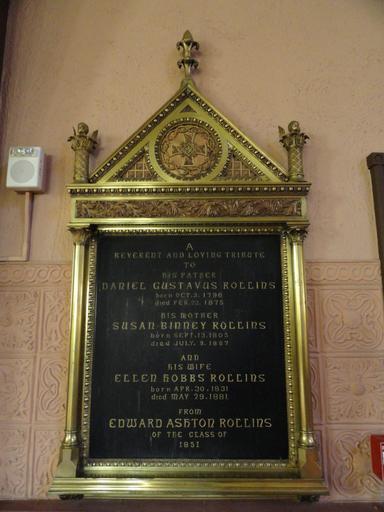 A
REVERENT AND LOVING TRIBUTE
TO
HIS FATHER
DANIEL GUSTAVUS ROLLINS
born OCT. 3. 1796
died FEB. 22. 1875
HIS MOTHER
SUSAN BINNEY ROLLINS
born SEPT. 13. 1805
died JULY. 9. 1867
AND
HIS WIFE
ELLEN HOBBS ROLLINS
born APR. 30. 1831
died MAY 29. 1881.
FROM
EDWARD ASHTON ROLLINS
OF THE CLASS OF
1851